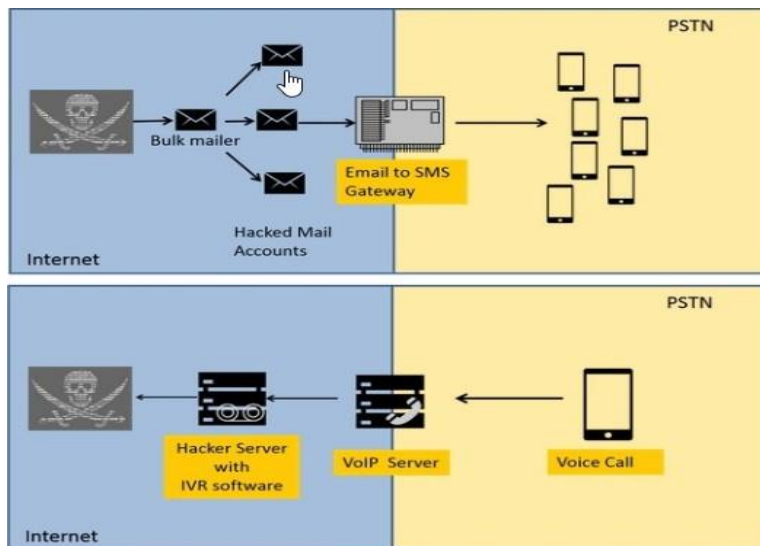 PSTN
Bulk mailer
Email to SMS
Gateway
Hacked Mail
Accounts
Internet
PSTN
Hacker Server
with
IVR software
VoIP Server
Voice Call
Internet